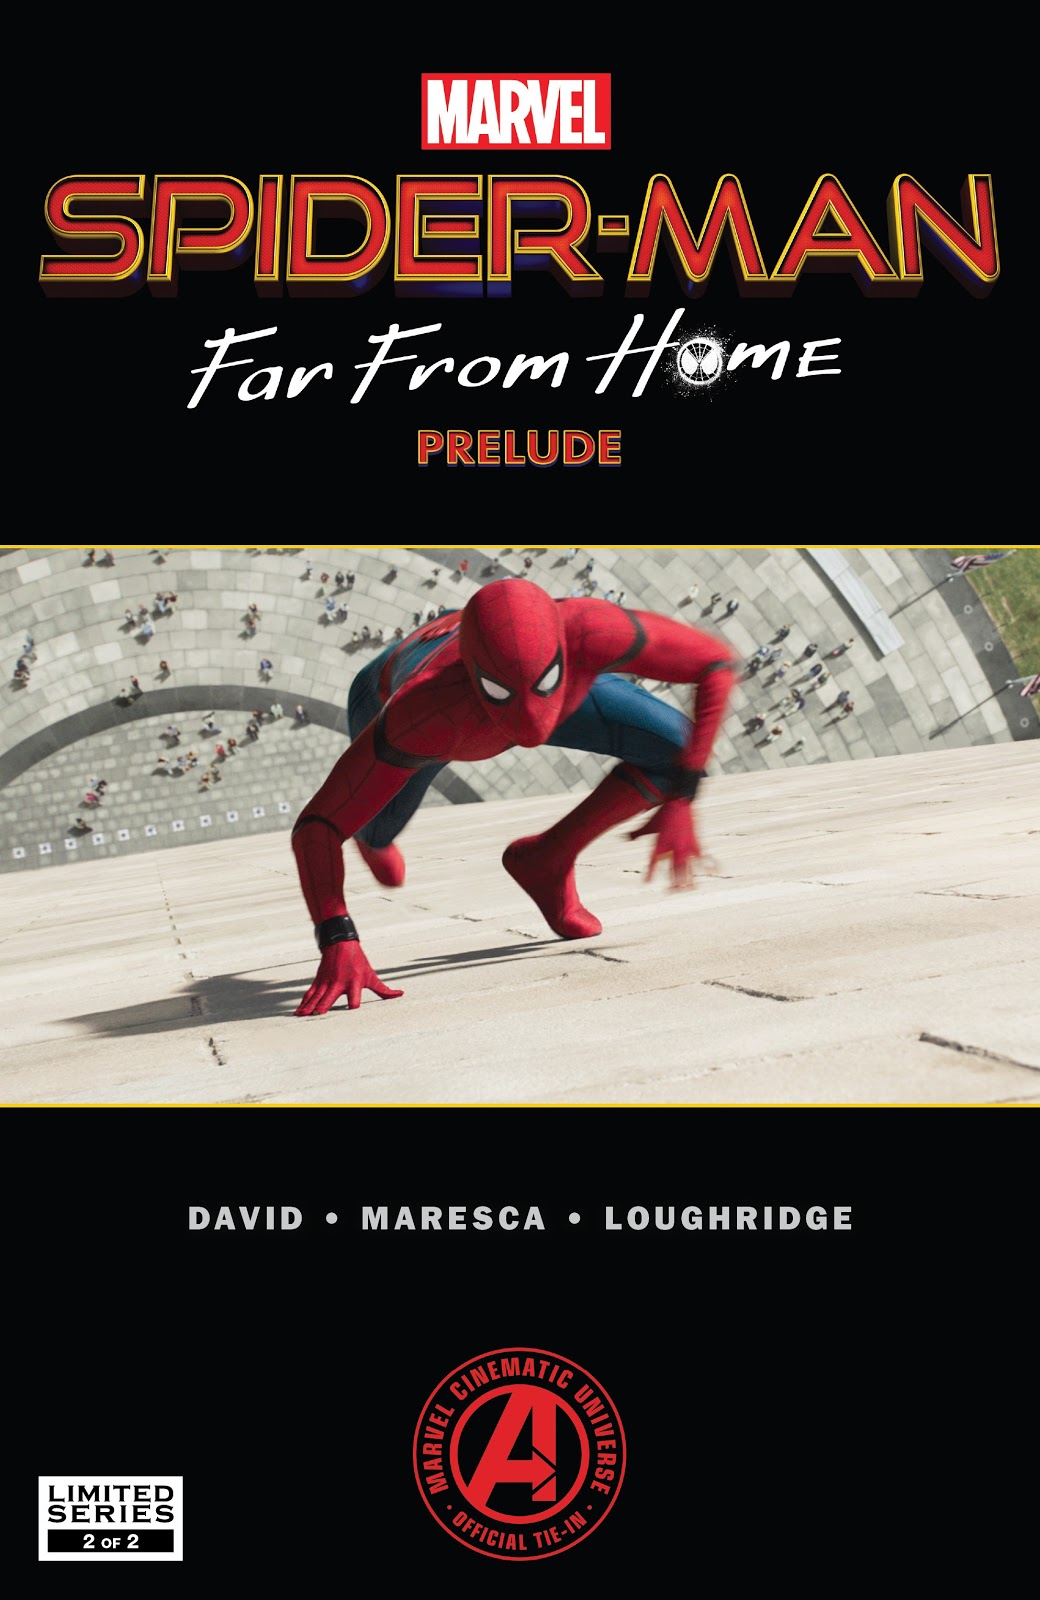 MARVEL
SPIDER-MAN
Far From HOME
PRELUDE
DAVID • MARESCA • LOUGHRIDGE
MARVEL CINEMATIC UNIVERSE
• OFFICIAL TIE-IN •
LIMITED
SERIES
2 OF 2